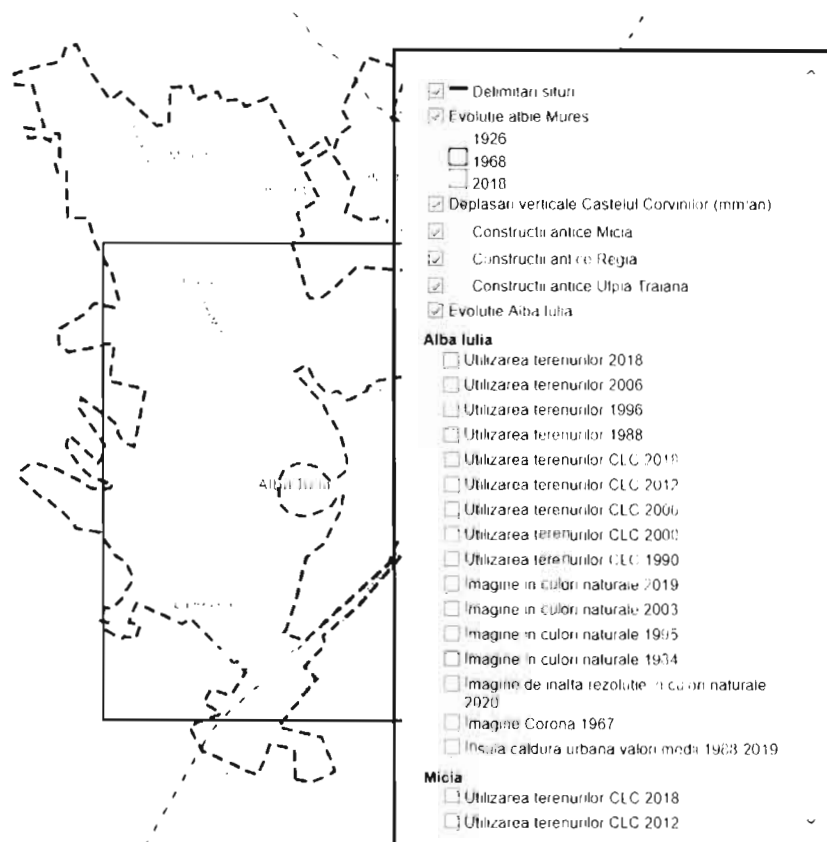 Delimitari situri
Evolutie albie Mures
1926
1968
2018
Deplasari verticale Castelul Corvinilor (mm/an)
Constructii antice Micia
Constructii antice Regia
Constructii antice Ulpia Traiana
Evolutie Alba Iulia
Alba Iulia
Utilizarea terenurilor 2018
Utilizarea terenurilor 2006
Utilizarea terenurilor 1996
Utilizarea terenurilor 1988
Utilizarea terenurilor CLC 2018
Utilizarea terenurilor CLC 2012
Utilizarea terenurilor CLC 2006
Utilizarea terenurilor CLC 2000
Utilizarea terenurilor CLC 1990
Imagine in culori naturale 2019
Imagine in culori naturale 2003
Imagine in culori naturale 1995
Imagine in culori naturale 1984
Imagine de inalta rezolutie in culori naturale
2020
Imagine Corona 1967
Insula caldura urbana valori medii 1988-2019
Micia
Utilizarea terenurilor CLC 2018
Utilizarea terenurilor CLC 2012
Alba Iulia